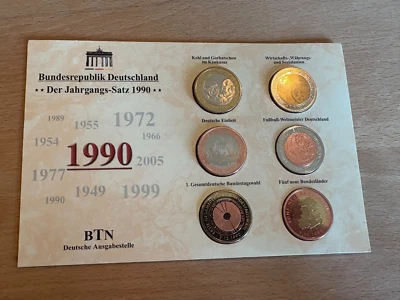 Bundesrepublik Deutschland
** Der Jahrgangs-Satz 1990 **
1989
1955
1972
1954
1966
1990
2005
1977
1990
1949
1999
BTN
Deutsche Ausgabestelle
Kohl und Gorbatschow
im Kaukasus
Wirtschafts-, Währungs-
und Sozialunion
Deutsche Einheit
Fußball-Weltmeister Deutschland
1. Gesamtdeutsche Bundestagswahl
Fünf neue Bundesländer